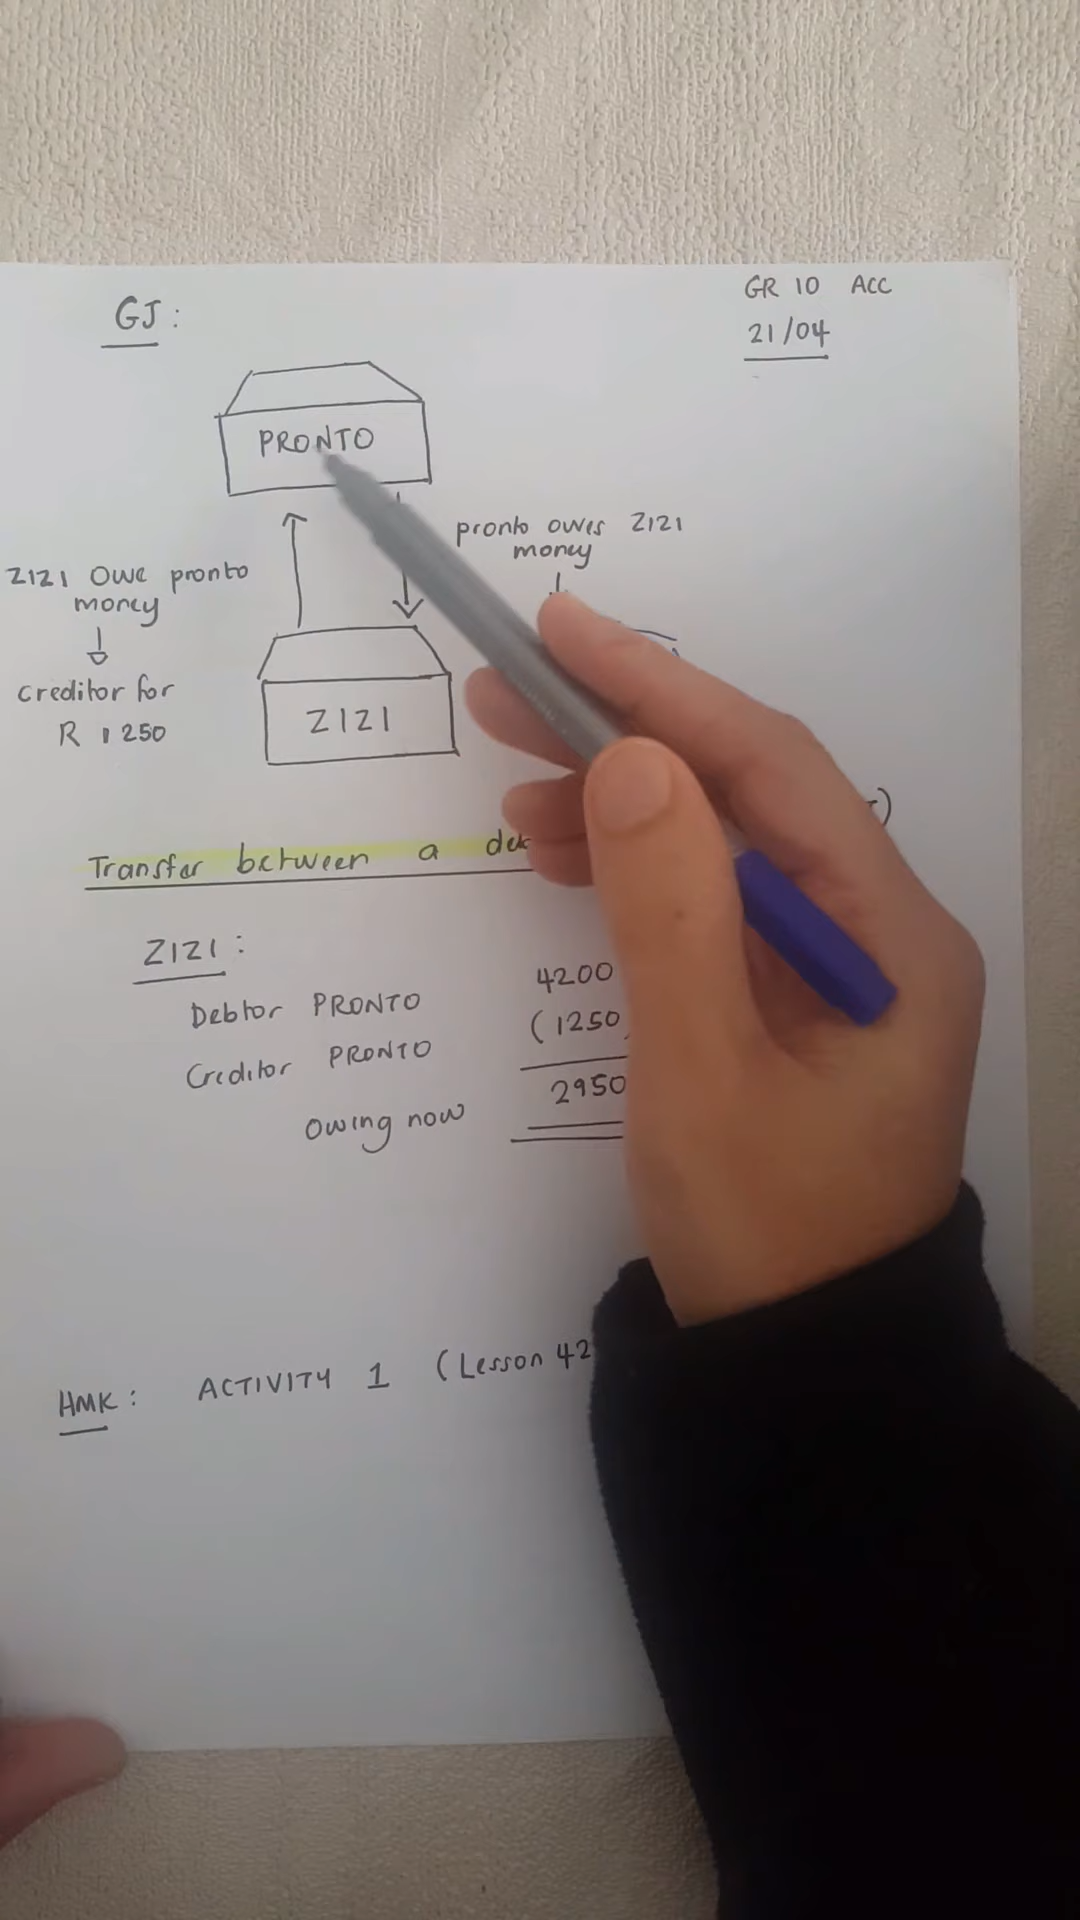 GJ:
GR 10 ACC
21/04
PRONTO
pronto owes ZIZI
money
ZIZI owe pronto
money
creditor for
R 1250
ZIZI
Transfer between a
ZIZI:
Debtor PRONTO 4200
Creditor PRONTO (1250
owing now 2950
HMK: ACTIVITY 1 (Lesson 42